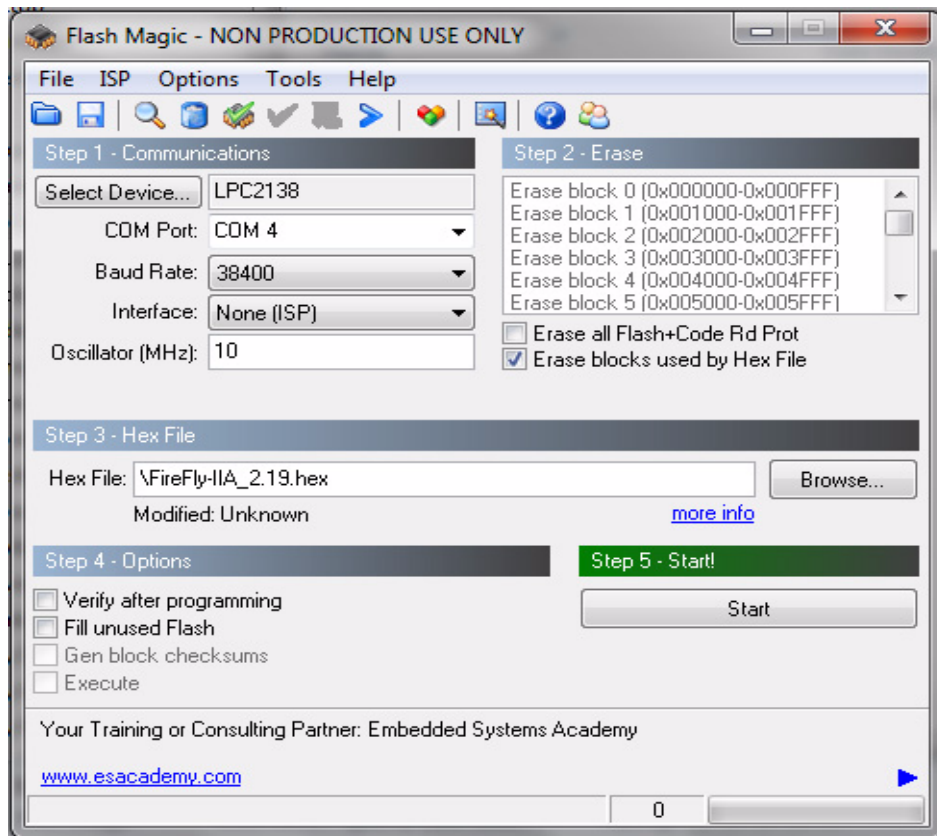 Flash Magic - NON PRODUCTION USE ONLY
File ISP Options Tools Help
Step 1 - Communications
Select Device... LPC2138
COM Port: COM 4
Baud Rate: 38400
Interface: None (ISP)
Oscillator (MHz): 10
Step 2 - Erase
Erase block 0 (0x000000-0x000FFF)
Erase block 1 (0x001000-0x001FFF)
Erase block 2 (0x002000-0x002FFF)
Erase block 3 (0x003000-0x003FFF)
Erase block 4 (0x004000-0x004FFF)
Erase block 5 (0x005000-0x005FFF)
Erase all Flash+Code Rd Prot
Erase blocks used by Hex File
Step 3 - Hex File
Hex File: \FireFly-IIA_2.19.hex Browse...
Modified: Unknown more info
Step 4 - Options
Verify after programming
Fill unused Flash
Gen block checksums
Execute
Step 5 - Start!
Start
Your Training or Consulting Partner: Embedded Systems Academy
www.esacademy.com
0